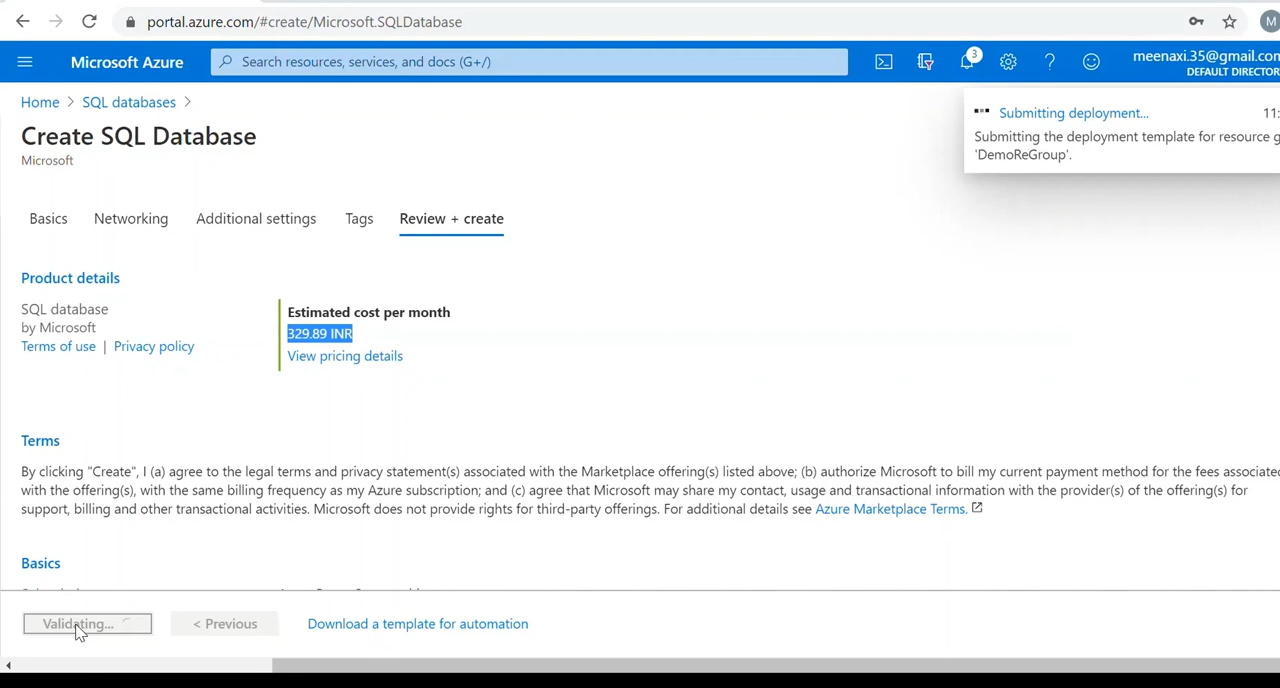 portal.azure.com/#create/Microsoft.SQLDatabase
M
Microsoft Azure
Search resources, services, and docs (G+/)
3
meenaxi.35@gmail.con
DEFAULT DIRECTOR
Home > SQL databases >
Create SQL Database
Microsoft
Submitting deployment...
11:
Submitting the deployment template for resource g
'DemoReGroup'.
Basics
Networking
Additional settings
Tags
Review + create
Product details
SQL database
by Microsoft
Terms of use | Privacy policy
Estimated cost per month
329.89 INR
View pricing details
Terms
By clicking "Create", I (a) agree to the legal terms and privacy statement(s) associated with the Marketplace offering(s) listed above; (b) authorize Microsoft to bill my current payment method for the fees associated
with the offering(s), with the same billing frequency as my Azure subscription; and (c) agree that Microsoft may share my contact, usage and transactional information with the provider(s) of the offering(s) for
support, billing and other transactional activities. Microsoft does not provide rights for third-party offerings. For additional details see Azure Marketplace Terms.
Basics
Validating...
< Previous
Download a template for automation